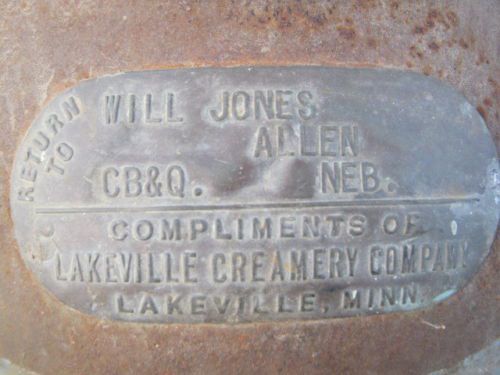 RETURN
TO
WILL JONES
ALLEN
CB&Q. NEB.
COMPLIMENTS OF
LAKEVILLE CREAMERY COMPANY
LAKEVILLE, MINN.